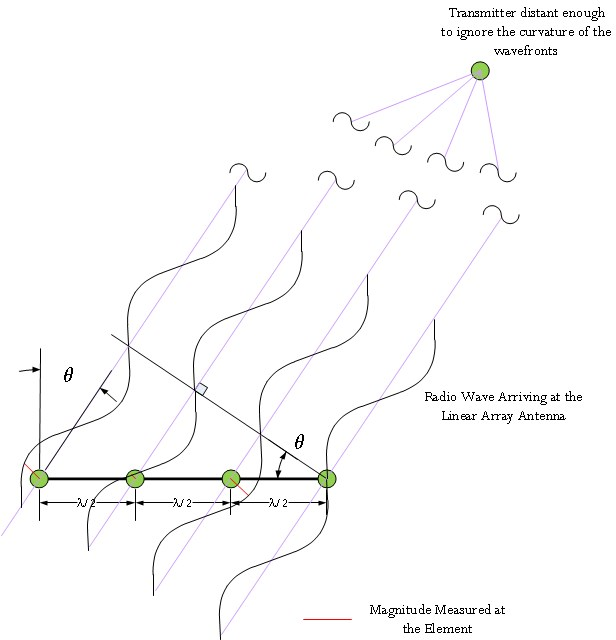 Transmitter distant enough
to ignore the curvature of the
wavefronts
θ
θ
Radio Wave Arriving at the
Linear Array Antenna
λ/2
λ/2
λ/2
Magnitude Measured at
the Element